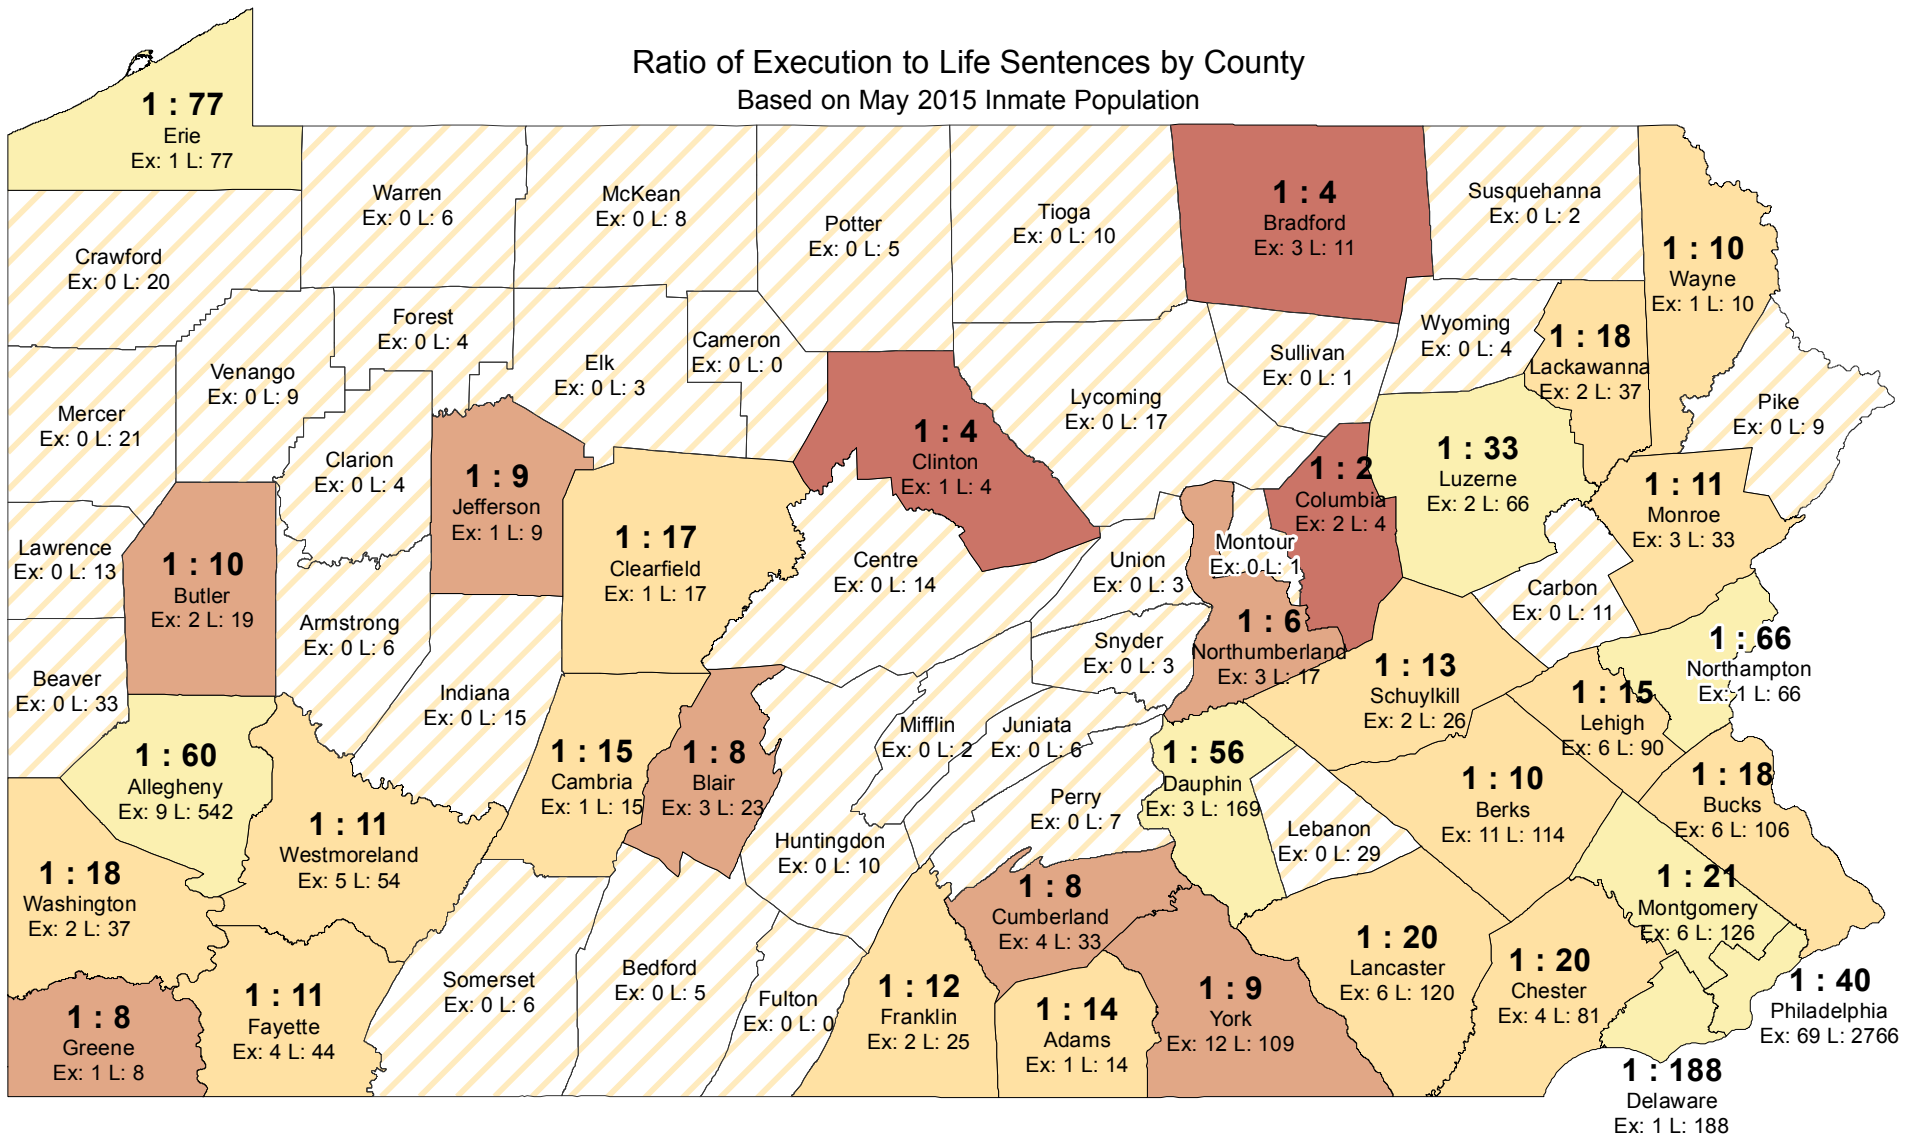 Ratio of Execution to Life Sentences by County
Based on May 2015 Inmate Population
1 : 77
Erie
Ex: 1 L: 77
Warren
Ex: 0 L: 6
McKean
Ex: 0 L: 8
Potter
Ex: 0 L: 5
Tioga
Ex: 0 L: 10
1 : 4
Bradford
Ex: 3 L: 11
Susquehanna
Ex: 0 L: 2
1 : 10
Wayne
Ex: 1 L: 10
Crawford
Ex: 0 L: 20
Forest
Ex: 0 L: 4
Elk
Ex: 0 L: 3
Cameron
Ex: 0 L: 0
Sullivan
Ex: 0 L: 1
Wyoming
Ex: 0 L: 4
1 : 18
Lackawanna
Ex: 2 L: 37
Venango
Ex: 0 L: 9
Mercer
Ex: 0 L: 21
Clarion
Ex: 0 L: 4
1 : 9
Jefferson
Ex: 1 L: 9
1 : 4
Clinton
Ex: 1 L: 4
Lycoming
Ex: 0 L: 17
1 : 2
Columbia
Ex: 2 L: 4
1 : 33
Luzerne
Ex: 2 L: 66
Pike
Ex: 0 L: 9
1 : 11
Monroe
Ex: 3 L: 33
Lawrence
Ex: 0 L: 13
1 : 10
Butler
Ex: 2 L: 19
1 : 17
Clearfield
Ex: 1 L: 17
Centre
Ex: 0 L: 14
Union
Ex: 0 L: 3
Montour
Ex: 0 L: 1
Carbon
Ex: 0 L: 11
Armstrong
Ex: 0 L: 6
Snyder
Ex: 0 L: 3
1 : 6
Northumberland
Ex: 3 L: 17
1 : 13
Schuylkill
Ex: 2 L: 26
1 : 66
Northampton
Ex: 1 L: 66
Beaver
Ex: 0 L: 33
Indiana
Ex: 0 L: 15
1 : 15
Lehigh
Ex: 6 L: 90
1 : 60
Allegheny
Ex: 9 L: 542
1 : 15
Cambria
Ex: 1 L: 15
1 : 8
Blair
Ex: 3 L: 23
Mifflin
Ex: 0 L: 2
Juniata
Ex: 0 L: 6
1 : 56
Dauphin
Ex: 3 L: 169
1 : 10
Berks
Ex: 11 L: 114
1 : 18
Bucks
Ex: 6 L: 106
1 : 11
Westmoreland
Ex: 5 L: 54
Huntingdon
Ex: 0 L: 10
Perry
Ex: 0 L: 7
Lebanon
Ex: 0 L: 29
1 : 18
Washington
Ex: 2 L: 37
1 : 8
Cumberland
Ex: 4 L: 33
1 : 21
Montgomery
Ex: 6 L: 126
1 : 8
Greene
Ex: 1 L: 8
1 : 11
Fayette
Ex: 4 L: 44
Somerset
Ex: 0 L: 6
Bedford
Ex: 0 L: 5
Fulton
Ex: 0 L: 0
1 : 12
Franklin
Ex: 2 L: 25
1 : 14
Adams
Ex: 1 L: 14
1 : 9
York
Ex: 12 L: 109
1 : 20
Lancaster
Ex: 6 L: 120
1 : 20
Chester
Ex: 4 L: 81
1 : 40
Philadelphia
Ex: 69 L: 2766
1 : 188
Delaware
Ex: 1 L: 188